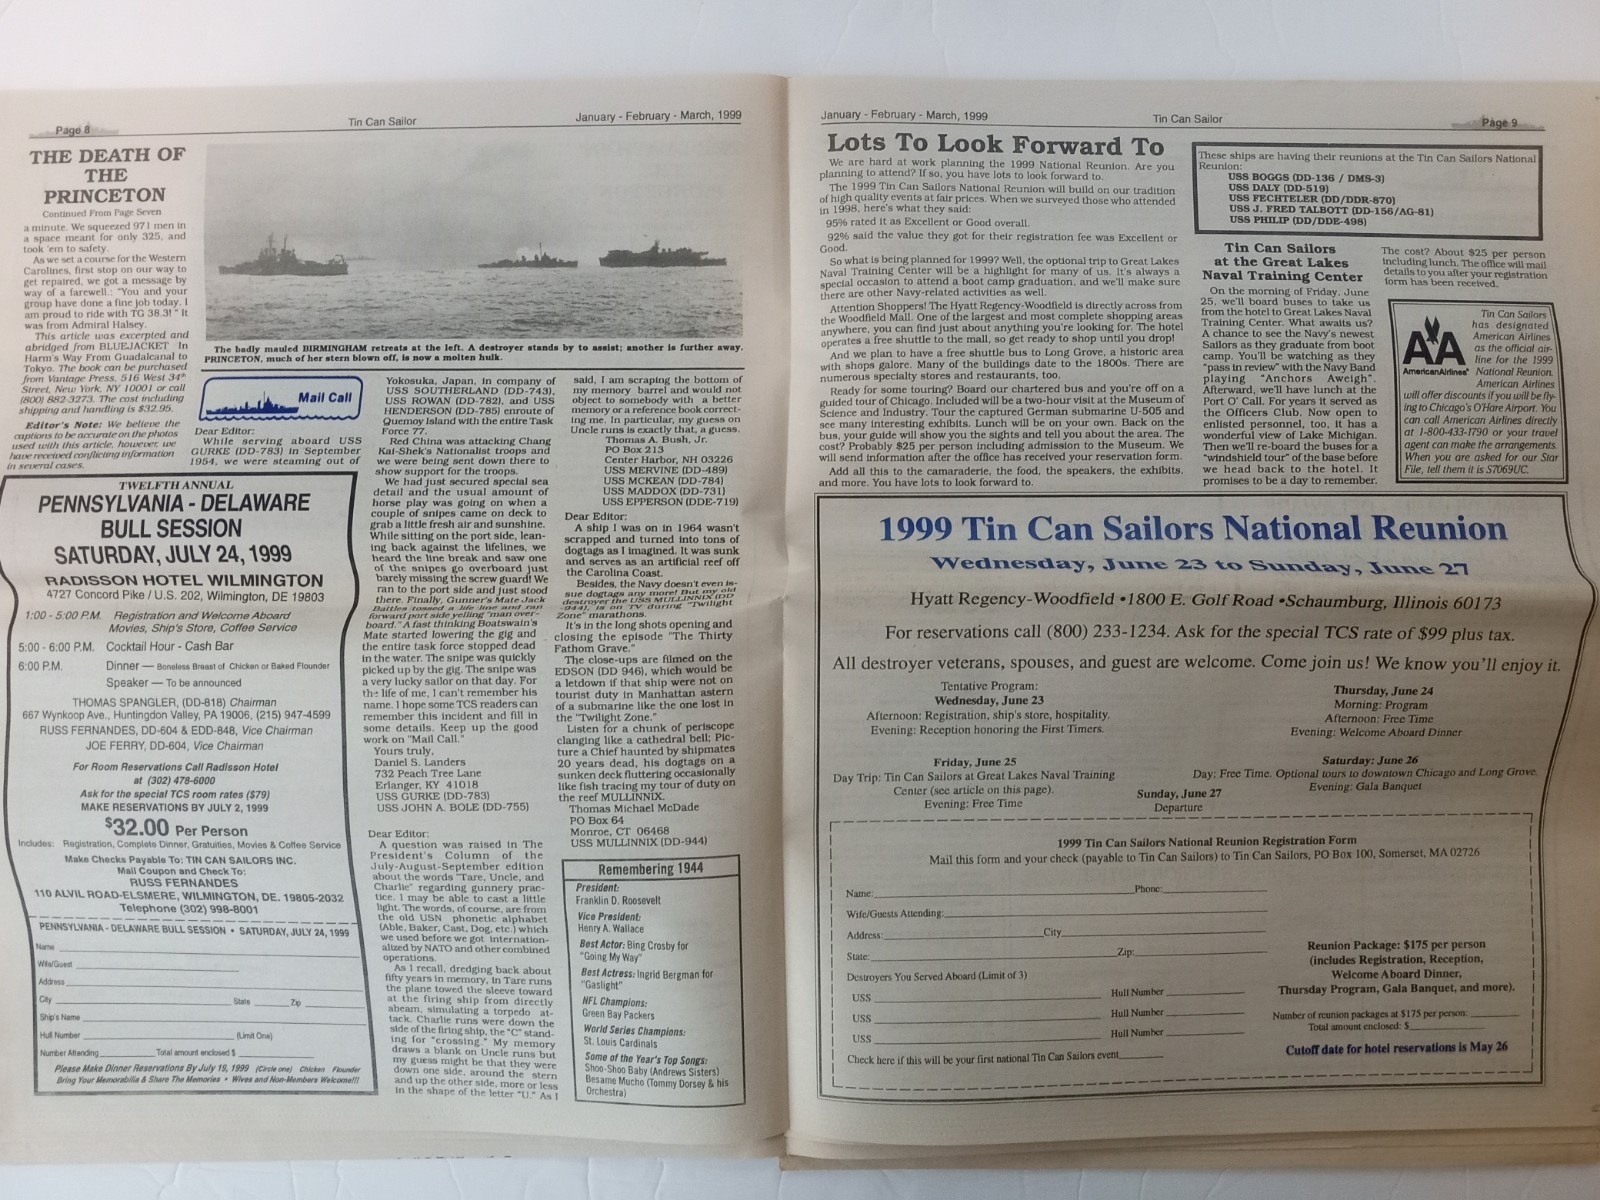 Page 8
Tin Can Sailor
January - February - March, 1999
THE DEATH OF
THE
PRINCETON
Continued From Page Seven
a minute. We squeezed 971 men in
a space meant for only 325, and
took 'em to safety.
As we set a course for the Western
Carolines, first stop on our way to
get repaired, we got a message by
way of a farewell.: "You and your
group have done a fine job today. I
am proud to ride with TG 38.3! " It
was from Admiral Halsey.
This article was excerpted and
abridged from BLUEJACKET In
Harm's Way From Guadalcanal to
Tokyo. The book can be purchased
from Vantage Press, 516 West 34th
Street, New York, NY 10001 or call
(800) 882-3273. The cost including
shipping and handling is $32.95.
Editor's Note: We believe the
captions to be accurate on the photos
used with this article, however, we
have received conflicting information
in several cases.
The badly mauled BIRMINGHAM retreats at the left. A destroyer stands by to assist; another is further away.
PRINCETON, much of her stern blown off, is now a molten hulk.
Mail Call
Dear Editor:
While serving aboard USS
GURKE (DD-783) in September
1954, we were steaming out of
Yokosuka, Japan, in company of
USS SOUTHERLAND (DD-743),
USS ROWAN (DD-782), and USS
HENDERSON (DD-785) enroute of
Quemoy Island with the entire Task
Force 77.
Red China was attacking Chang
Kai-Shek's Nationalist troops and
we were being sent down there to
show support for the troops.
We had just secured special sea
detail and the usual amount of
horse play was going on when a
couple of snipes came on deck to
grab a little fresh air and sunshine.
While sitting on the port side, lean-
ing back against the lifelines, we
heard the line break and saw one
of the snipes go overboard just
barely missing the screw guard! We
ran to the port side and just stood
there. Finally, Gunner's Mate Jack
Battles tossed a life line and ran
forward port side yelling "man over-
board." A fast thinking Boatswain's
Mate started lowering the gig and
the entire task force stopped dead
in the water. The snipe was quickly
picked up by the gig. The snipe was
a very lucky sailor on that day. For
the life of me, I can't remember his
name. I hope some TCS readers can
remember this incident and fill in
some details. Keep up the good
work on "Mail Call."
Yours truly,
Daniel S. Landers
732 Peach Tree Lane
Erlanger, KY 41018
USS GURKE (DD-783)
USS JOHN A. BOLE (DD-755)
Dear Editor:
A question was raised in The
President's Column of the
July-August-September edition
about the words "Tare, Uncle, and
Charlie" regarding gunnery prac-
tice. I may be able to cast a little
light. The words, of course, are from
the old USN phonetic alphabet
(Able, Baker, Cast, Dog, etc.) which
we used before we got internation-
alized by NATO and other combined
operations.
As I recall, dredging back about
fifty years in memory, in Tare runs
the plane towed the sleeve toward
at the firing ship from directly
abeam, simulating a torpedo at-
tack. Charlie runs were down the
side of the firing ship, the "C" stand-
ing for "crossing." My memory
draws a blank on Uncle runs but
my guess might be that they were
down one side, around the stern
and up the other side, more or less
in the shape of the letter "U." As I
said, I am scraping the bottom of
my memory barrel and would not
object to somebody with a better
memory or a reference book correct-
ing me. In particular, my guess on
Uncle runs is exactly that, a guess.
Thomas A. Bush, Jr.
PO Box 213
Center Harbor, NH 03226
USS MERVINE (DD-489)
USS MCKEAN (DD-784)
USS MADDOX (DD-731)
USS EPPERSON (DDE-719)
Dear Editor:
A ship I was on in 1964 wasn't
scrapped and turned into tons of
dogtags as I imagined. It was sunk
and serves as an artificial reef off
the Carolina Coast.
Besides, the Navy doesn't even is-
sue dogtags any more! But my old
destroyer the USS MULLINNIX (DD
-944), is on TV during "Twilight
Zone" marathons.
It's in the long shots opening and
closing the episode "The Thirty
Fathom Grave."
The close-ups are filmed on the
EDSON (DD 946), which would be
a letdown if that ship were not on
tourist duty in Manhattan astern
of a submarine like the one lost in
the "Twilight Zone."
Listen for a chunk of periscope
clanging like a cathedral bell; Pic-
ture a Chief haunted by shipmates
20 years dead, his dogtags on a
sunken deck fluttering occasionally
like fish tracing my tour of duty on
the reef MULLINNIX.
Thomas Michael McDade
PO Box 64
Monroe, CT 06468
USS MULLINNIX (DD-944)
Remembering 1944
President:
Franklin D. Roosevelt
Vice President:
Henry A. Wallace
Best Actor: Bing Crosby for
"Going My Way"
Best Actress: Ingrid Bergman for
"Gaslight"
NFL Champions:
Green Bay Packers
World Series Champions:
St. Louis Cardinals
Some of the Year's Top Songs:
Shoo-Shoo Baby (Andrews Sisters)
Besame Mucho (Tommy Dorsey & his
Orchestra)
TWELFTH ANNUAL
PENNSYLVANIA - DELAWARE
BULL SESSION
SATURDAY, JULY 24, 1999
RADISSON HOTEL WILMINGTON
4727 Concord Pike / U.S. 202, Wilmington, DE 19803
1:00 - 5:00 P.M. Registration and Welcome Aboard
Movies, Ship's Store, Coffee Service
5:00 - 6:00 P.M. Cocktail Hour - Cash Bar
6:00 P.M. Dinner — Boneless Breast of Chicken or Baked Flounder
Speaker — To be announced
THOMAS SPANGLER, (DD-818) Chairman
667 Wynkoop Ave., Huntingdon Valley, PA 19006, (215) 947-4599
RUSS FERNANDES, DD-604 & EDD-848, Vice Chairman
JOE FERRY, DD-604, Vice Chairman
For Room Reservations Call Radisson Hotel
at (302) 478-6000
Ask for the special TCS room rates ($79)
MAKE RESERVATIONS BY JULY 2, 1999
$32.00 Per Person
Includes: Registration, Complete Dinner, Gratuities, Movies & Coffee Service
Make Checks Payable To: TIN CAN SAILORS INC.
Mail Coupon and Check To:
RUSS FERNANDES
110 ALVIL ROAD-ELSMERE, WILMINGTON, DE. 19805-2032
Telephone (302) 998-8001
PENNSYLVANIA - DELAWARE BULL SESSION • SATURDAY, JULY 24, 1999
Name
Wife/Guest
Address
City State Zip
Ship's Name
Hull Number (Limit One)
Number Attending Total amount enclosed $
Please Make Dinner Reservations By July 19, 1999 (Circle one) Chicken Flounder
Bring Your Memorabilia & Share The Memories • Wives and Non-Members Welcome!!!
January - February - March, 1999
Tin Can Sailor
Page 9
Lots To Look Forward To
We are hard at work planning the 1999 National Reunion. Are you
planning to attend? If so, you have lots to look forward to.
The 1999 Tin Can Sailors National Reunion will build on our tradition
of high quality events at fair prices. When we surveyed those who attended
in 1998, here's what they said:
95% rated it as Excellent or Good overall.
92% said the value they got for their registration fee was Excellent or
Good.
So what is being planned for 1999? Well, the optional trip to Great Lakes
Naval Training Center will be a highlight for many of us. It's always a
special occasion to attend a boot camp graduation, and we'll make sure
there are other Navy-related activities as well.
Attention Shoppers! The Hyatt Regency-Woodfield is directly across from
the Woodfield Mall. One of the largest and most complete shopping areas
anywhere, you can find just about anything you're looking for. The hotel
operates a free shuttle to the mall, so get ready to shop until you drop!
And we plan to have a free shuttle bus to Long Grove, a historic area
with shops galore. Many of the buildings date to the 1800s. There are
numerous specialty stores and restaurants, too.
Ready for some touring? Board our chartered bus and you're off on a
guided tour of Chicago. Included will be a two-hour visit at the Museum of
Science and Industry. Tour the captured German submarine U-505 and
see many interesting exhibits. Lunch will be on your own. Back on the
bus, your guide will show you the sights and tell you about the area. The
cost? Probably $25 per person including admission to the Museum. We
will send information after the office has received your reservation form.
Add all this to the camaraderie, the food, the speakers, the exhibits,
and more. You have lots to look forward to.
These ships are having their reunions at the Tin Can Sailors National
Reunion:
USS BOGGS (DD-136 / DMS-3)
USS DALY (DD-519)
USS FECHTELER (DD/DDR-870)
USS J. FRED TALBOTT (DD-156/AG-81)
USS PHILIP (DD/DDE-498)
Tin Can Sailors
at the Great Lakes
Naval Training Center
On the morning of Friday, June
25, we'll board buses to take us
from the hotel to Great Lakes Naval
Training Center. What awaits us?
A chance to see the Navy's newest
Sailors as they graduate from boot
camp. You'll be watching as they
"pass in review" with the Navy Band
playing "Anchors Aweigh".
Afterward, we'll have lunch at the
Port O' Call. For years it served as
the Officers Club. Now open to
enlisted personnel, too, it has a
wonderful view of Lake Michigan.
Then we'll re-board the buses for a
"windshield tour" of the base before
we head back to the hotel. It
promises to be a day to remember.
The cost? About $25 per person
including lunch. The office will mail
details to you after your registration
form has been received.
AA
AmericanAirlines
Tin Can Sailors
has designated
American Airlines
as the official air-
line for the 1999
National Reunion.
American Airlines
will offer discounts if you will be fly-
ing to Chicago's O'Hare Airport. You
can call American Airlines directly
at 1-800-433-1790 or your travel
agent can make the arrangements.
When you are asked for our Star
File, tell them it is S7069UC.
1999 Tin Can Sailors National Reunion
Wednesday, June 23 to Sunday, June 27
Hyatt Regency-Woodfield •1800 E. Golf Road •Schaumburg, Illinois 60173
For reservations call (800) 233-1234. Ask for the special TCS rate of $99 plus tax.
All destroyer veterans, spouses, and guest are welcome. Come join us! We know you'll enjoy it.
Tentative Program:
Wednesday, June 23
Afternoon: Registration, ship's store, hospitality.
Evening: Reception honoring the First Timers.
Thursday, June 24
Morning: Program
Afternoon: Free Time
Evening: Welcome Aboard Dinner
Friday, June 25
Day Trip: Tin Can Sailors at Great Lakes Naval Training
Center (see article on this page).
Evening: Free Time
Saturday: June 26
Day: Free Time. Optional tours to downtown Chicago and Long Grove.
Evening: Gala Banquet
Sunday, June 27
Departure
1999 Tin Can Sailors National Reunion Registration Form
Mail this form and your check (payable to Tin Can Sailors) to Tin Can Sailors, PO Box 100, Somerset, MA 02726
Name: Phone:
Wife/Guests Attending:
Address: City
State: Zip:
Destroyers You Served Aboard (Limit of 3)
USS Hull Number
USS Hull Number
USS Hull Number
Check here if this will be your first national Tin Can Sailors event
Reunion Package: $175 per person
(includes Registration, Reception,
Welcome Aboard Dinner,
Thursday Program, Gala Banquet, and more).
Number of reunion packages at $175 per person:
Total amount enclosed: $
Cutoff date for hotel reservations is May 26